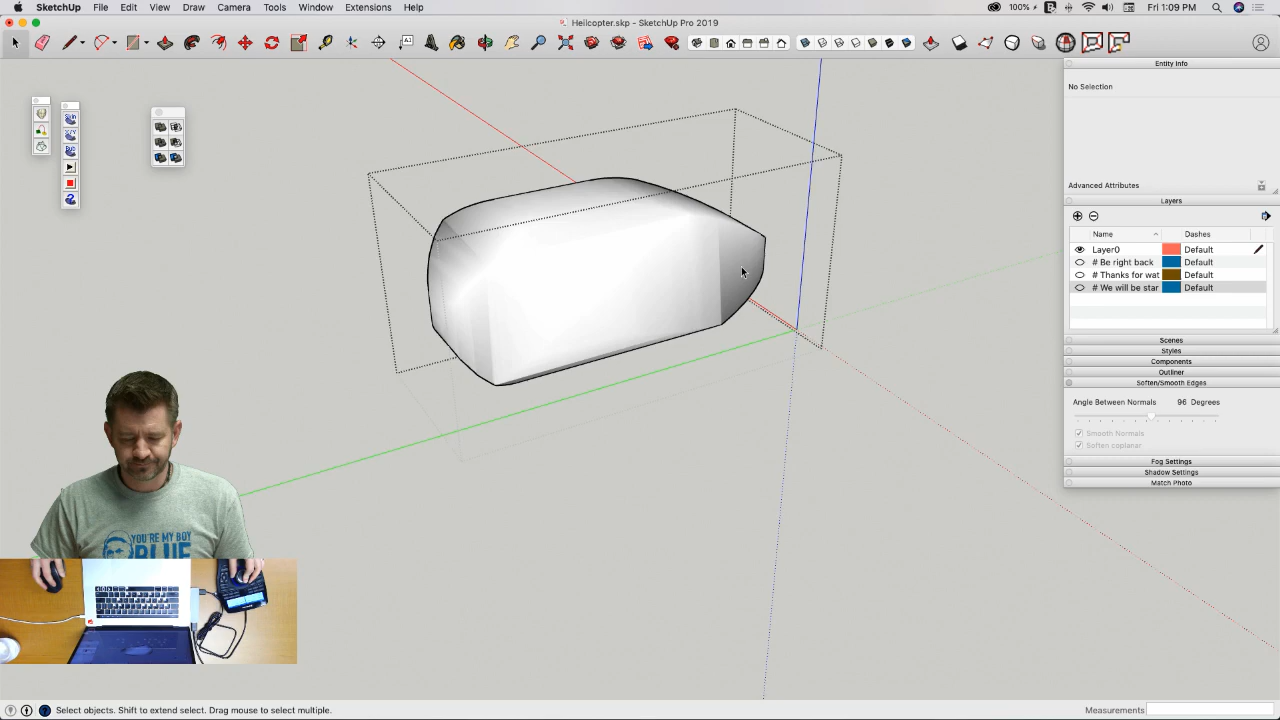 SketchUp File Edit View Draw Camera Tools Window Extensions Help
100% Fri 1:09 PM
Heilcopter.skp - SketchUp Pro 2019
Entity Info
No Selection
Advanced Attributes
Layers
Name Dashes
Layer0 Default
# Be right back Default
# Thanks for wat Default
# We will be star Default
Scenes
Styles
Components
Outliner
Soften/Smooth Edges
Angle Between Normals 96 Degrees
Smooth Normals
Soften coplanar
Fog Settings
Shadow Settings
Match Photo
YOU'RE MY BOY
BLUE
Select objects. Shift to extend select. Drag mouse to select multiple.
Measurements